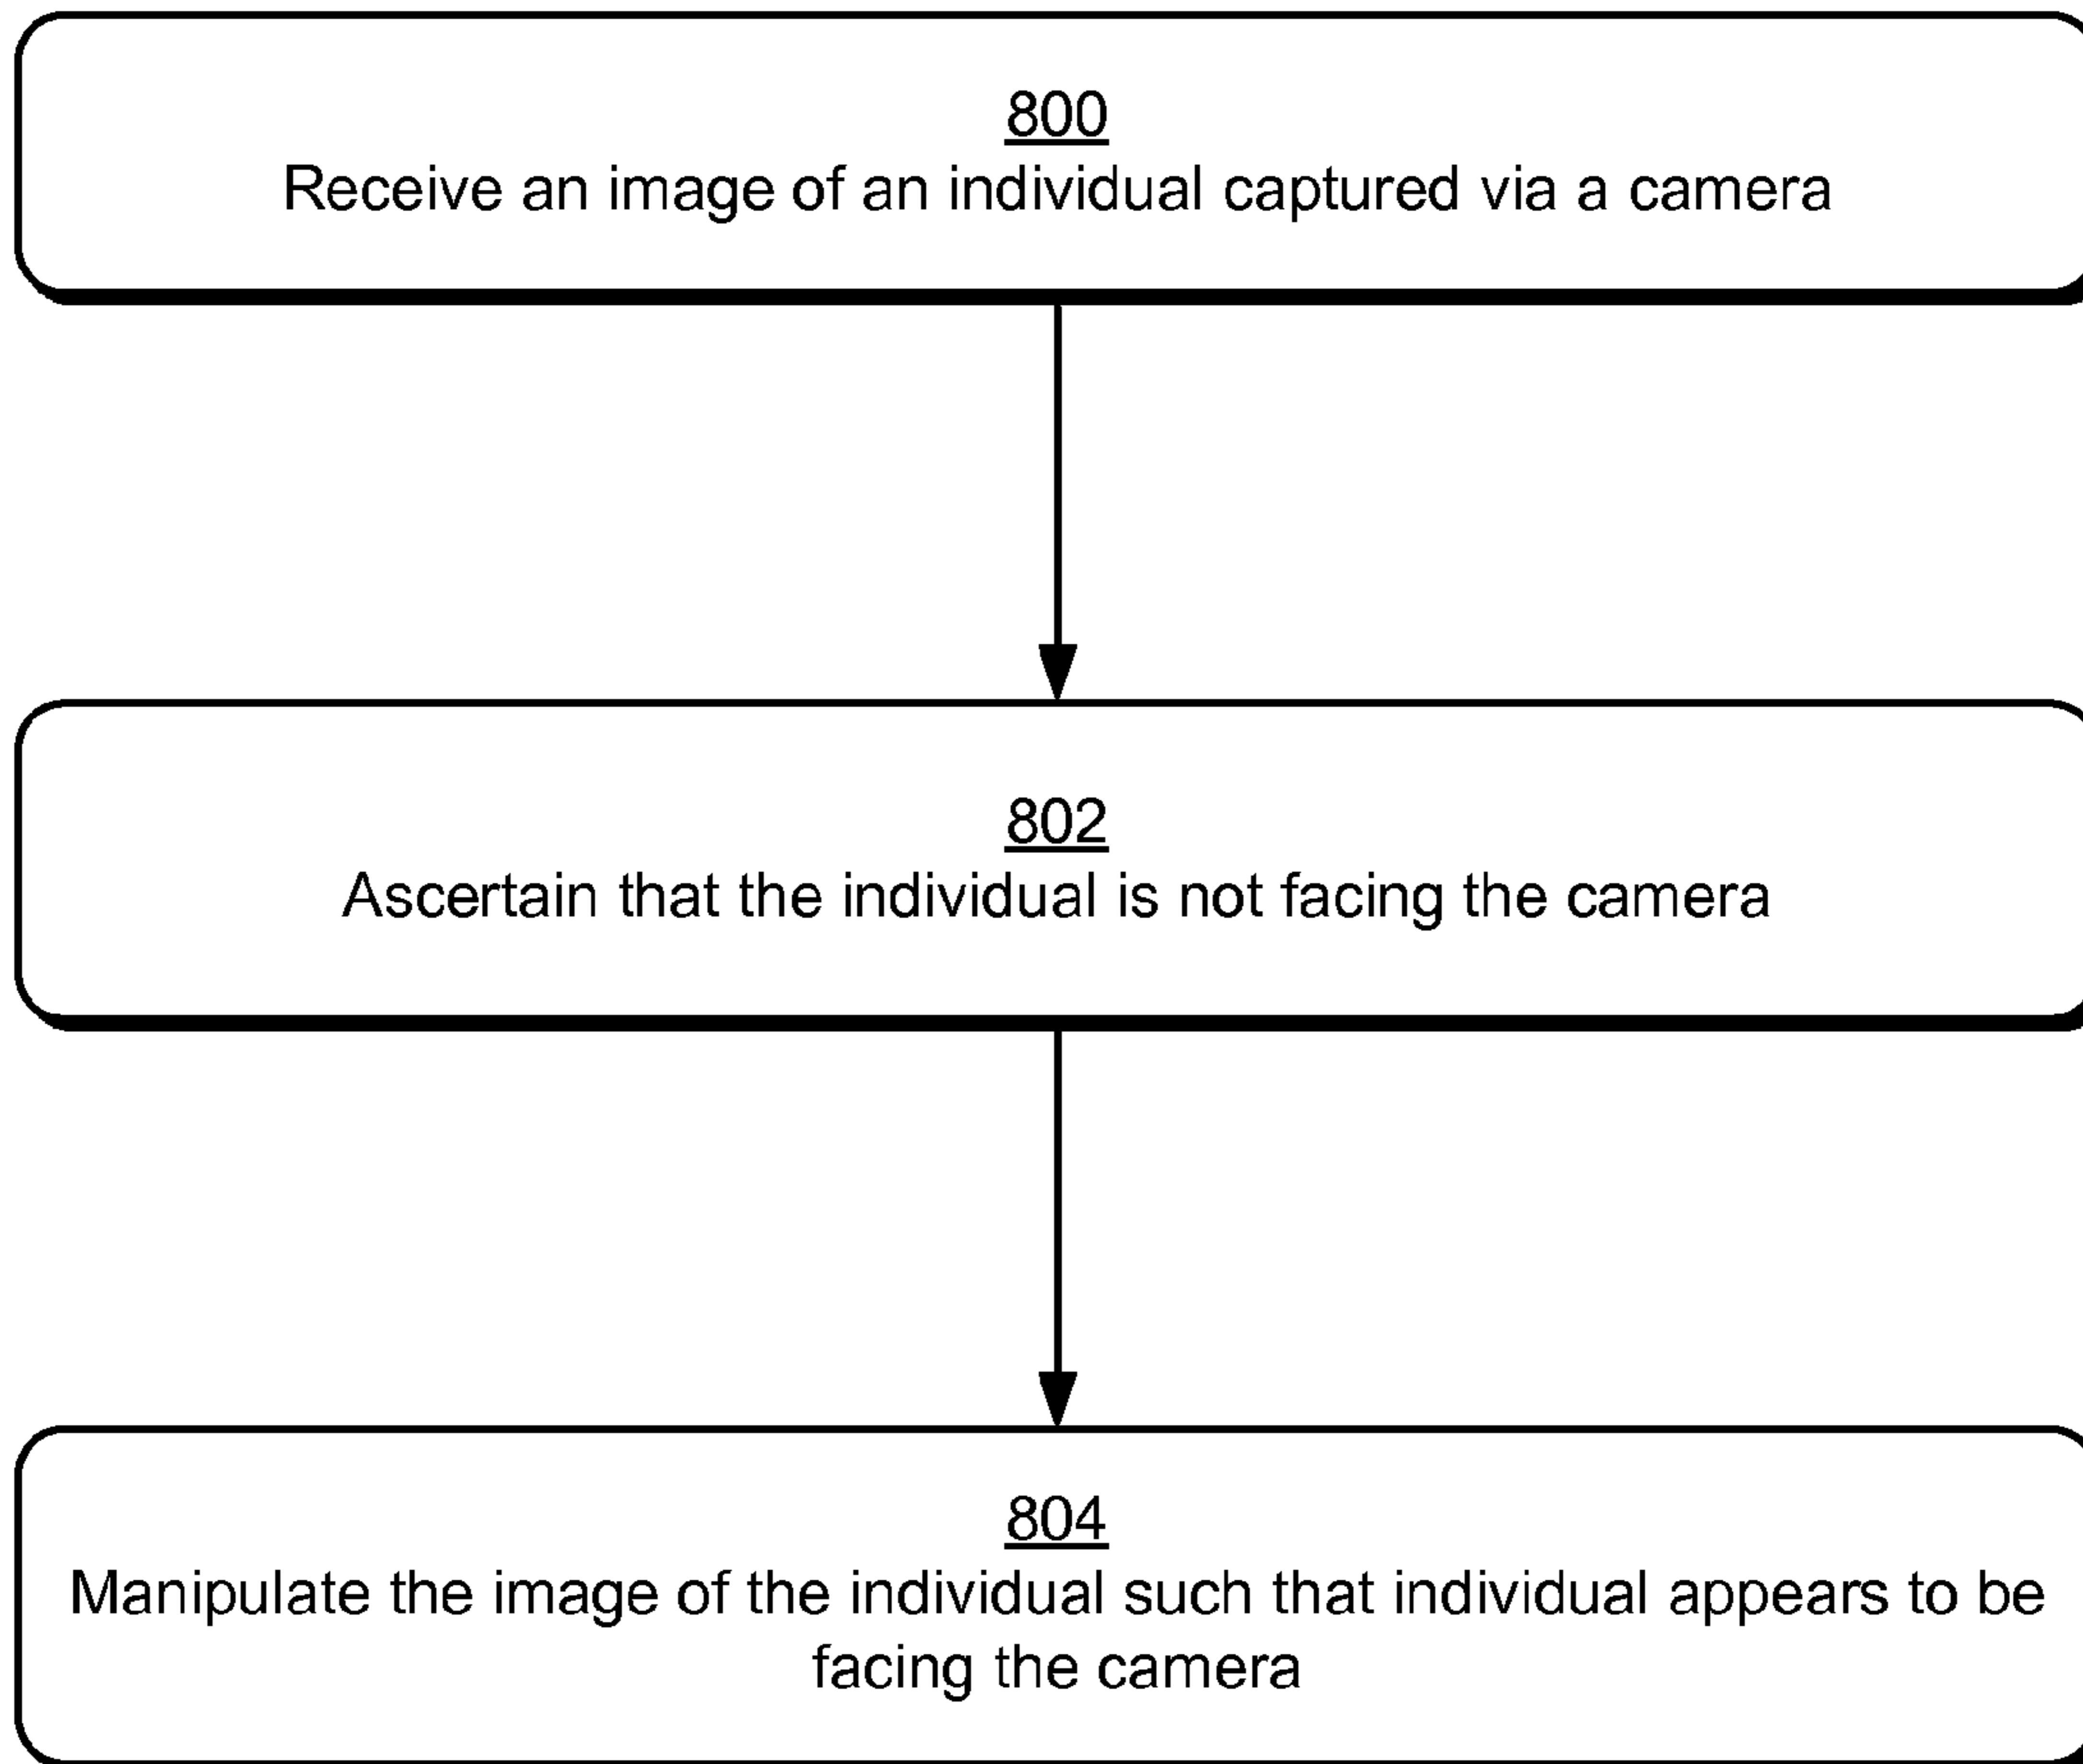 800
Receive an image of an individual captured via a camera
802
Ascertain that the individual is not facing the camera
804
Manipulate the image of the individual such that individual appears to be
facing the camera